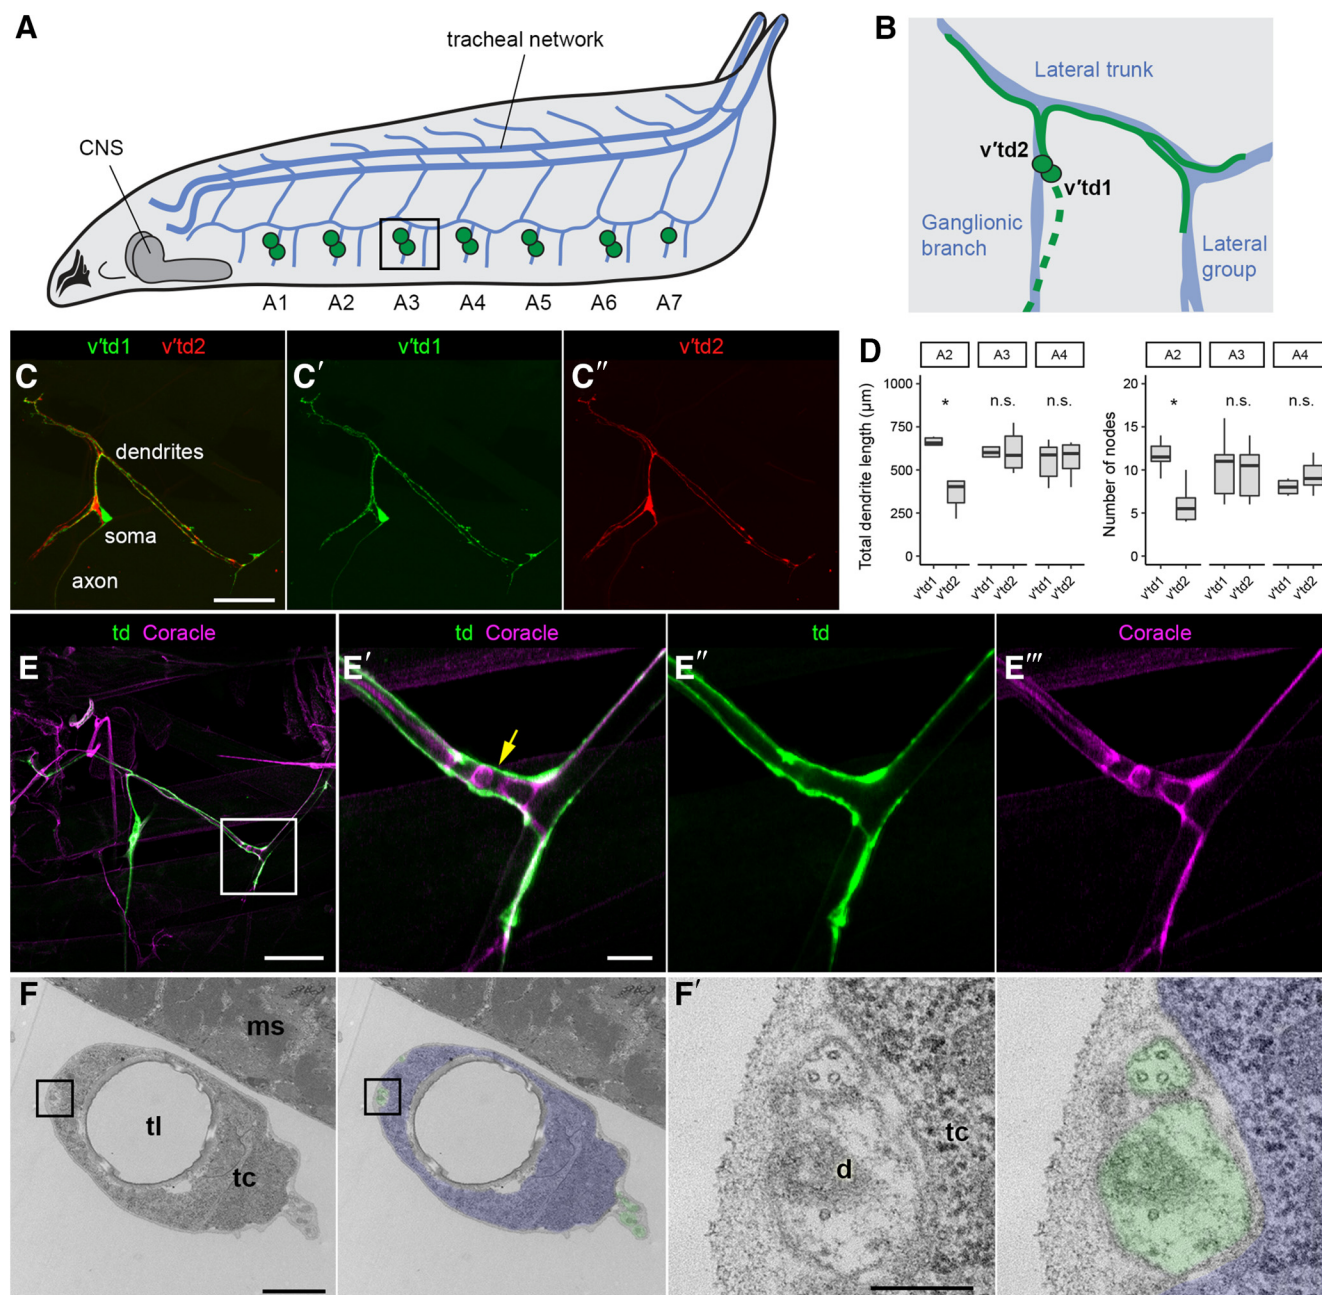 A
tracheal network
CNS
A1 A2 A3 A4 A5 A6 A7
B
Lateral trunk
v'td2
v'td1
Ganglionic
branch
Lateral
group
v'td1 v'td2
C
dendrites
soma
axon
v'td1
C'
v'td2
C''
D
A2 A3 A4
Total dendrite length (µm)
1000
750
500
250
0
* n.s. n.s.
v'td1 v'td2 v'td1 v'td2 v'td1 v'td2
A2 A3 A4
Number of nodes
20
15
10
5
0
* n.s. n.s.
v'td1 v'td2 v'td1 v'td2 v'td1 v'td2
td Coracle
E
td Coracle
E'
td
E''
Coracle
E'''
F
ms
tl
tc
F'
tc
d